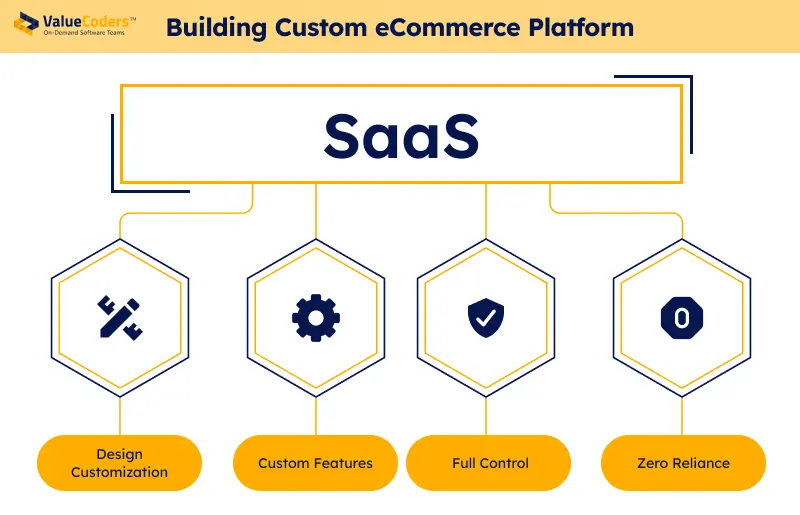 ValueCoders™
On-Demand Software Teams
Building Custom eCommerce Platform
SaaS
0
Design
Customization
Custom Features
Full Control
Zero Reliance